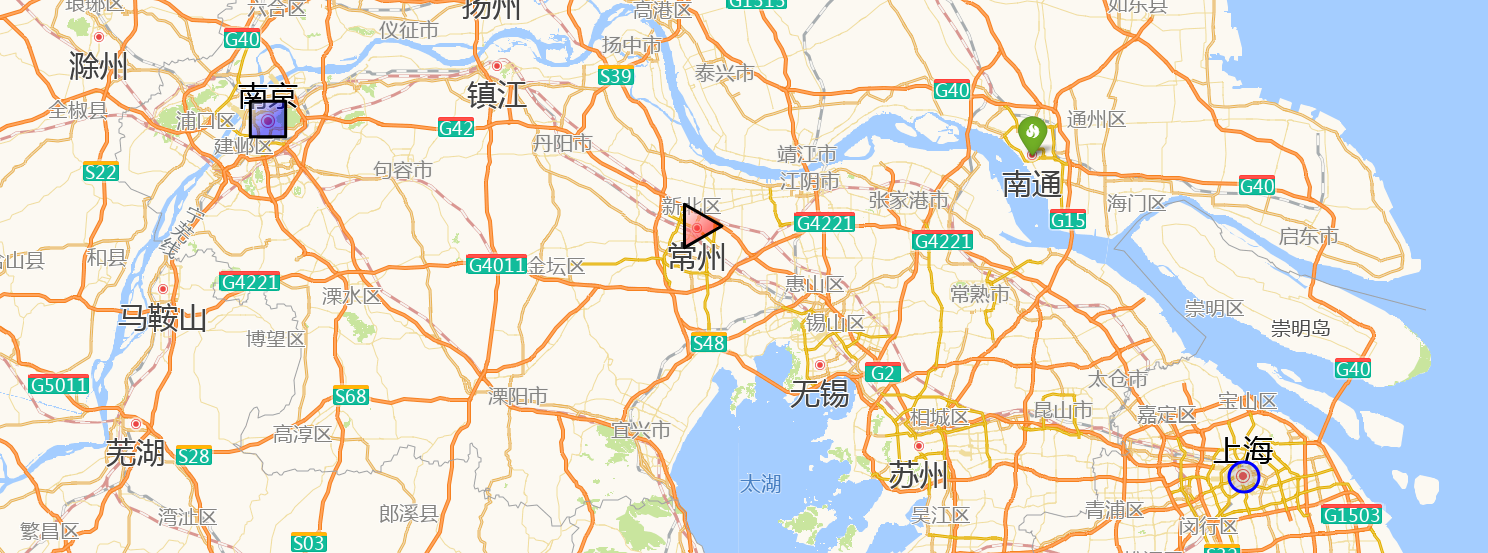 琅琊区
六合区
扬州
高港区
G1313
如东县
仪征市
G40
扬中市
滁州
泰兴市
S39
镇江
G40
南京
全椒县
浦口区
通州区
G42
建邺区
丹阳市
靖江市
S22
句容市
江阴市
南通
G40
张家港市
新北区
海门区
G15
G4221
宁芜线
G4221
启东市
常州
和县
G4011
金坛区
G4221
惠山区
常熟市
溧水区
崇明区
马鞍山
锡山区
崇明岛
博望区
S48
G40
G2
太仓市
G5011
无锡
S68
溧阳市
宝山区
昆山市
嘉定区
相城区
高淳区
宜兴市
芜湖
上海
S28
苏州
太湖
青浦区
郎溪县
湾沚区
吴江区
G1503
闵行区
繁昌区
S03